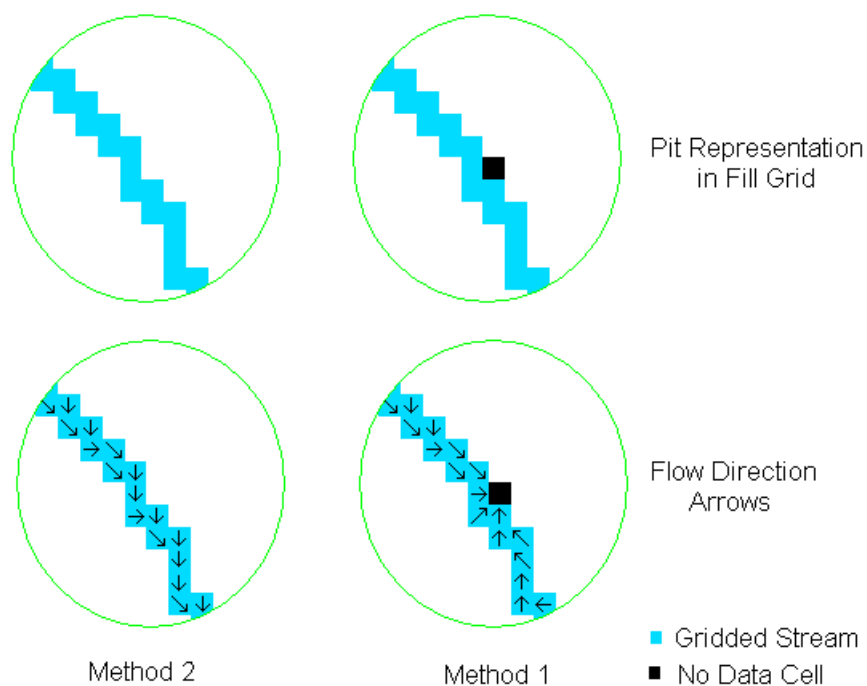 Pit Representation
in Fill Grid
Flow Direction
Arrows
Gridded Stream
No Data Cell
Method 2
Method 1